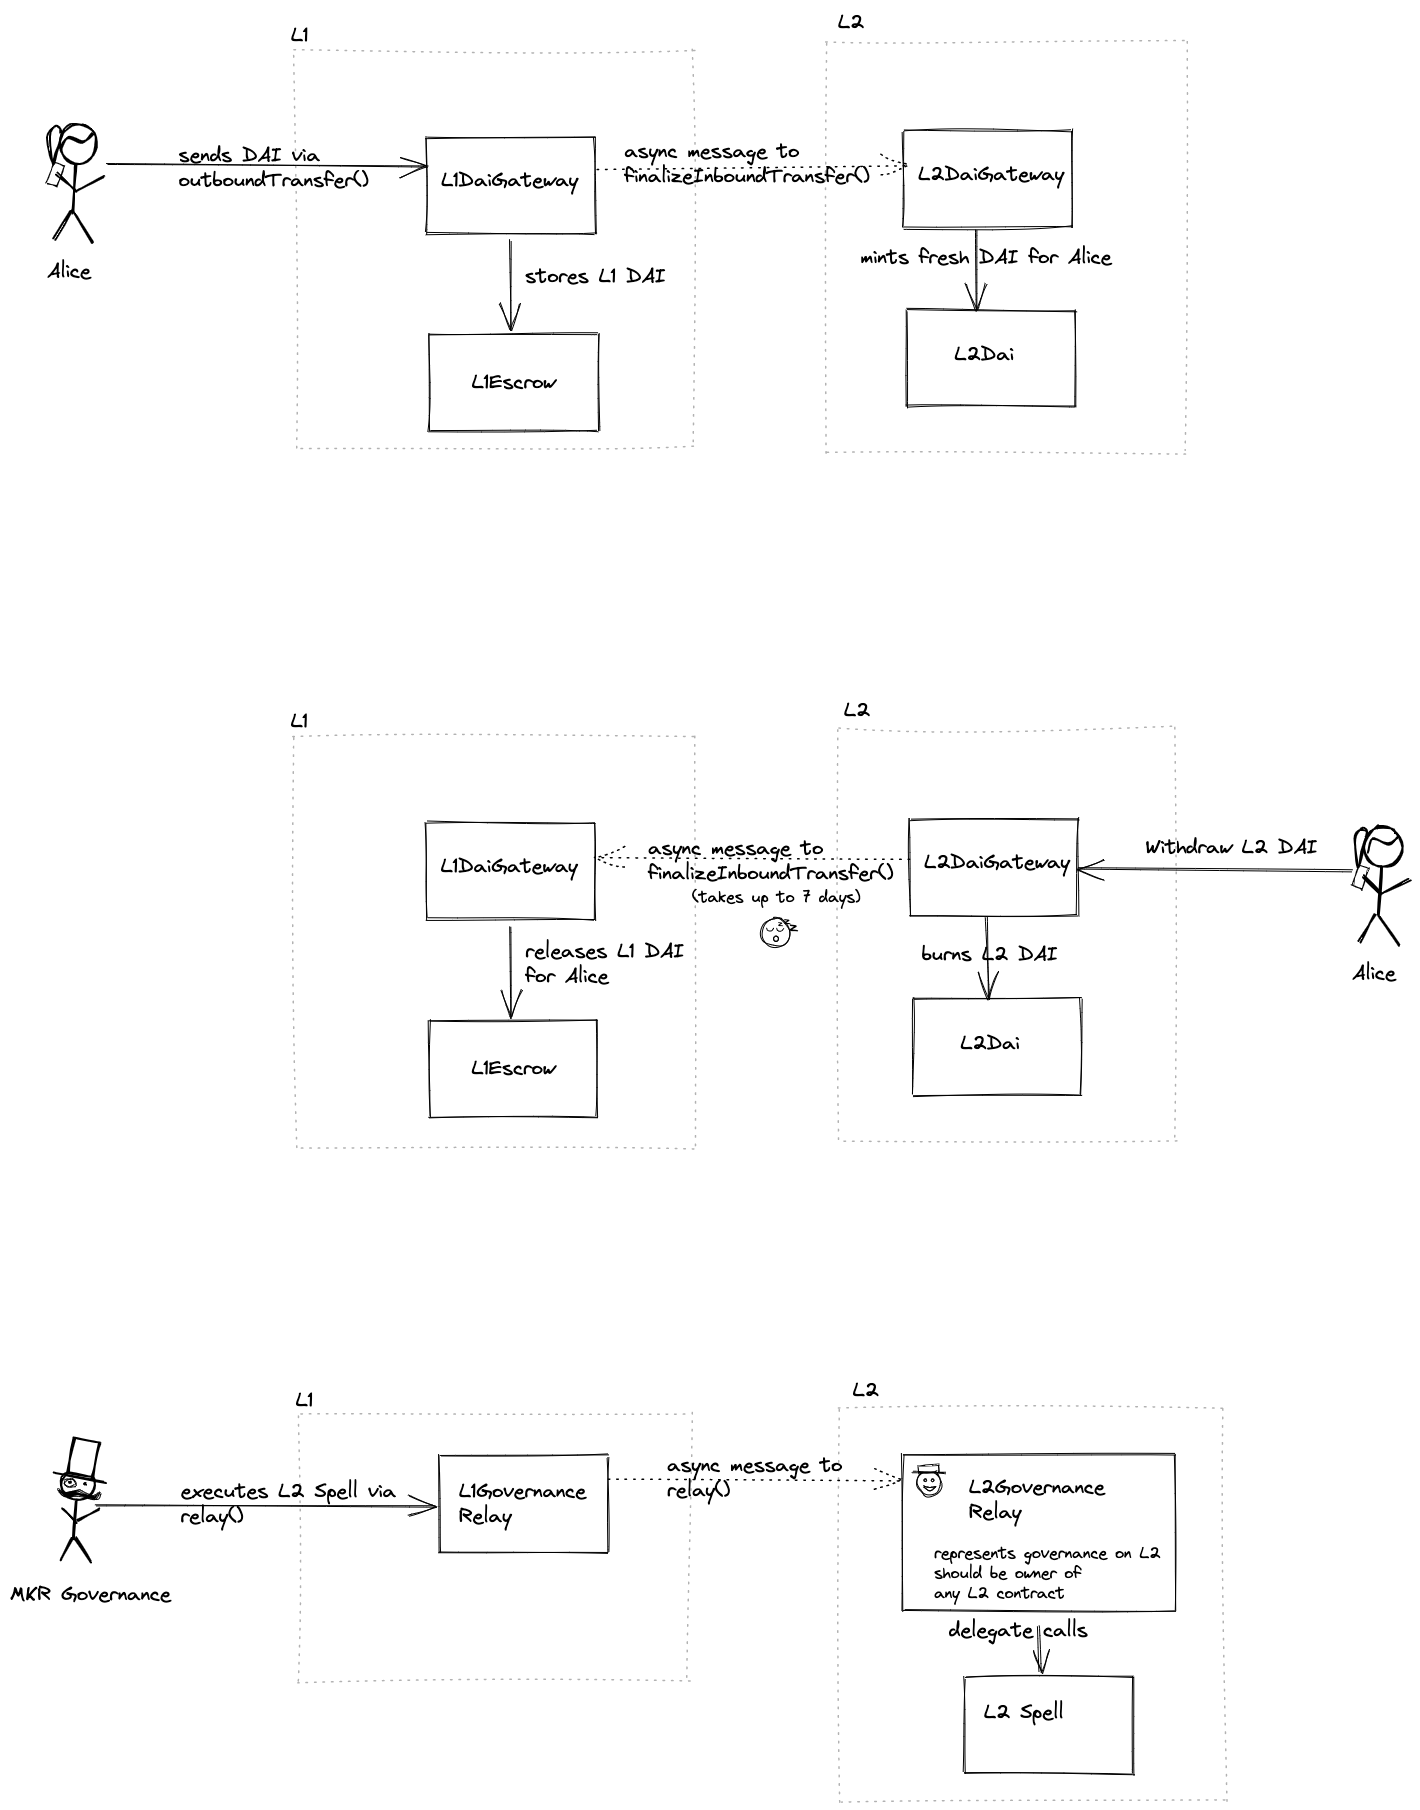 L1
L2
sends DAI via
outboundTransfer()
L1DaiGateway
async message to
finalizeInboundTransfer()
L2DaiGateway
Alice
stores L1 DAI
mints fresh DAI for Alice
L1Escrow
L2Dai
L1
L2
L1DaiGateway
async message to
finalizeInboundTransfer()
(takes up to 7 days)
L2DaiGateway
Withdraw L2 DAI
z z z
releases L1 DAI
for Alice
burns L2 DAI
Alice
L1Escrow
L2Dai
L1
L2
executes L2 Spell via
relay()
L1Governance
Relay
async message to
relay()
L2Governance
Relay
represents governance on L2
should be owner of
any L2 contract
MKR Governance
delegate calls
L2 Spell